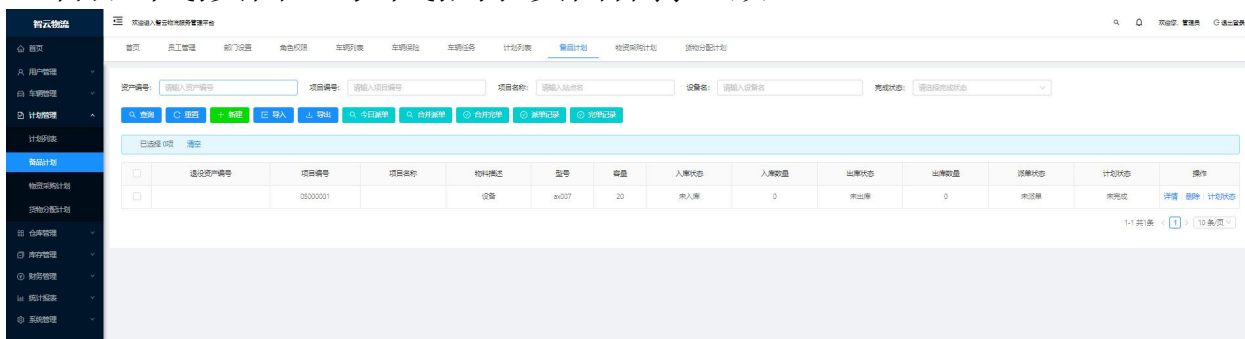 智云物流
欢迎进入智云物流服务管理平台
欢迎您, 管理员
退出登录
首页
用户管理
车辆管理
计划管理
计划列表
备品计划
物资采购计划
货物分配计划
仓库管理
库存管理
财务管理
统计报表
系统管理
首页 员工管理 部门设置 角色权限 车辆列表 车辆保险 车辆任务 计划列表 备品计划 物资采购计划 货物分配计划
资产编号: 请输入资产编号 项目编号: 请输入项目编号 项目名称: 请输入站点名 设备名: 请输入设备名 完成状态: 请选择完成状态
查询 重置 + 新建 导入 导出 今日派单 合并派单 合并完单 派单记录 完单记录
已选择 0项 清空
退役资产编号 项目编号 项目名称 物料描述 型号 容量 入库状态 入库数量 出库状态 出库数量 派单状态 计划状态 操作
05000001 设备 ax007 20 未入库 0 未出库 0 未派单 未完成 详情 删除 计划状态
1-1 共1条 < 1 > 10 条/页